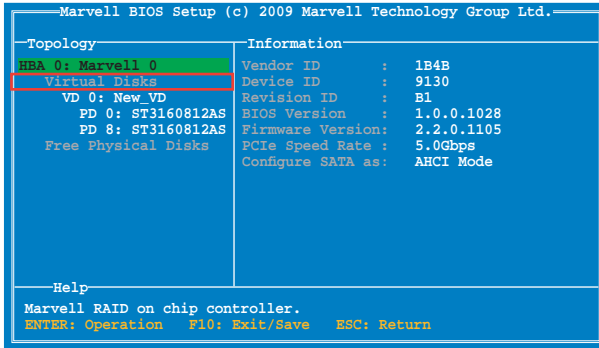 Marvell BIOS Setup (c) 2009 Marvell Technology Group Ltd.
Topology
HBA 0: Marvell 0
Virtual Disks
VD 0: New_VD
PD 0: ST3160812AS
PD 8: ST3160812AS
Free Physical Disks
Information
Vendor ID : 1B4B
Device ID : 9130
Revision ID : B1
BIOS Version : 1.0.0.1028
Firmware Version: 2.2.0.1105
PCIe Speed Rate : 5.0Gbps
Configure SATA as: AHCI Mode
Help
Marvell RAID on chip controller.
ENTER: Operation F10: Exit/Save ESC: Return